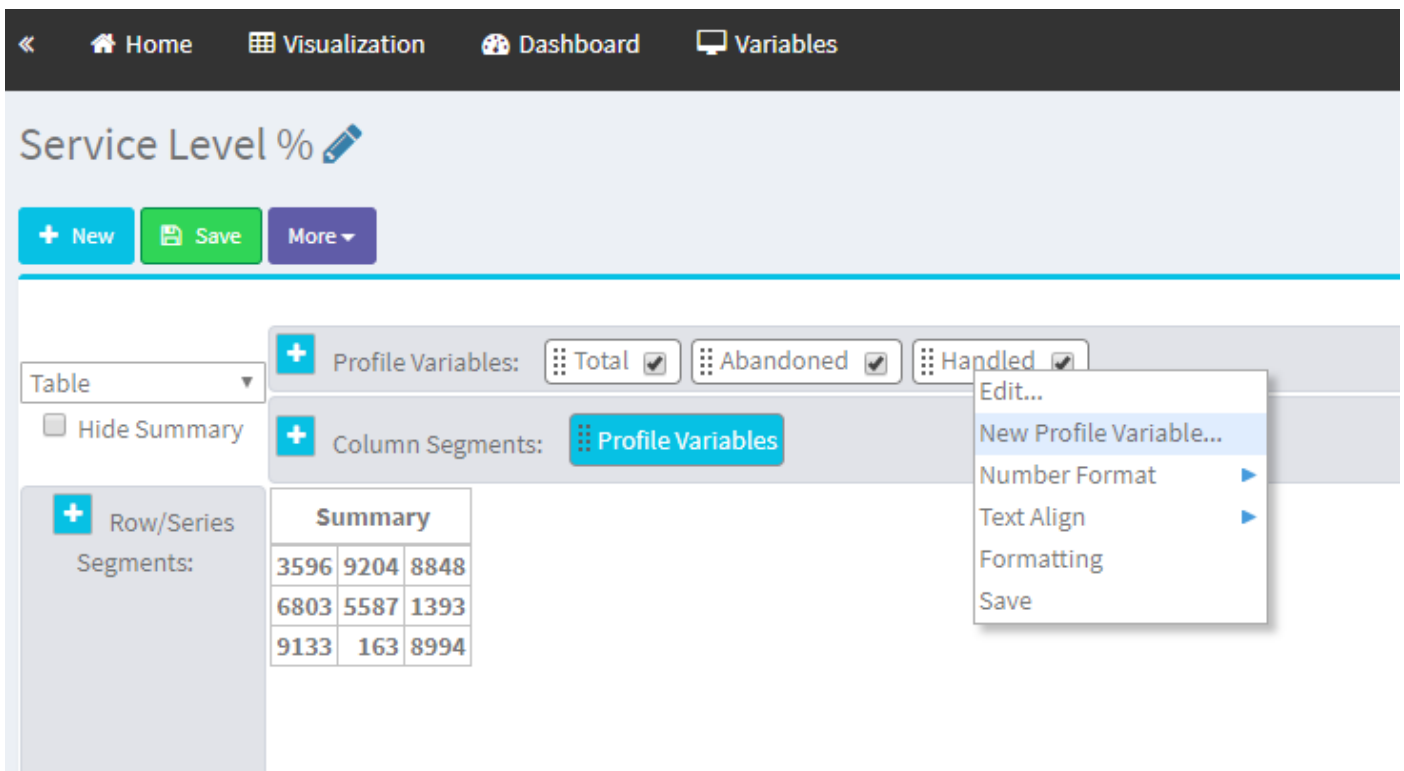 « Home Visualization Dashboard Variables
Service Level %
+ New Save More
Profile Variables: Total Abandoned Handled
Table
Hide Summary
Column Segments: Profile Variables
Edit...
New Profile Variable...
Number Format
Text Align
Formatting
Save
Row/Series
Segments:
Summary
3596 9204 8848
6803 5587 1393
9133 163 8994